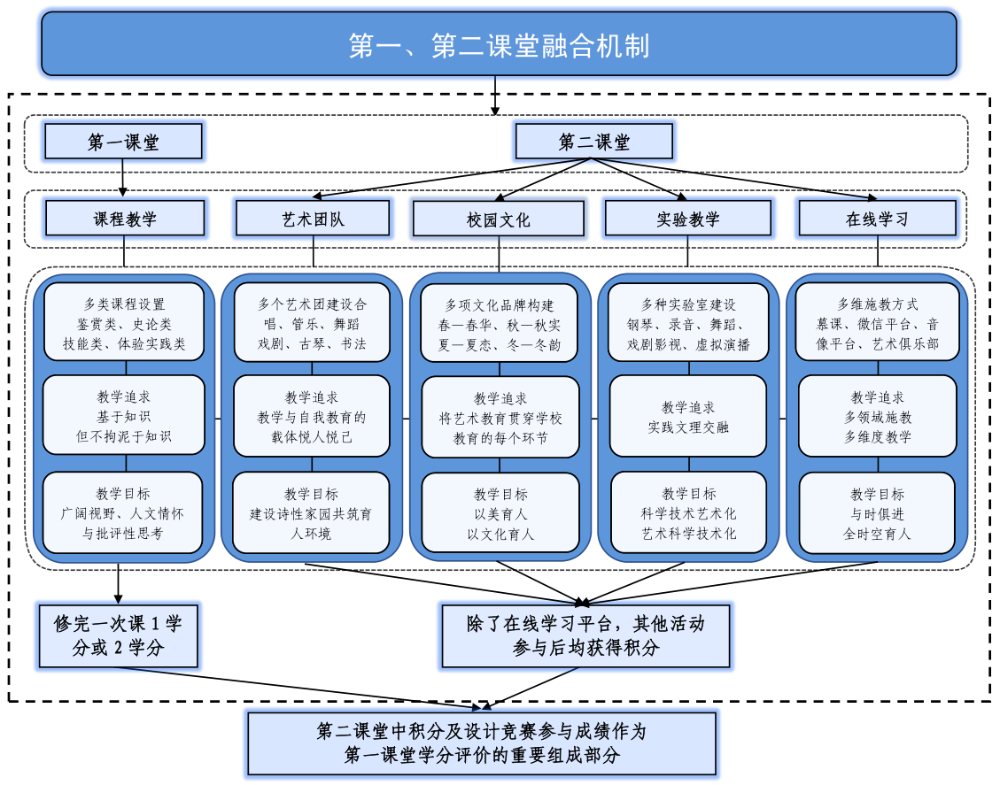 第一、第二课堂融合机制
第一课堂
第二课堂
课程教学
艺术团队
校园文化
实验教学
在线学习
多类课程设置
鉴赏类、史论类
技能类、体验实践类
教学追求
基于知识
但不拘泥于知识
教学目标
广阔视野、人文情怀
与批评性思考
多个艺术团建设合
唱、管乐、舞蹈
戏剧、古琴、书法
教学追求
教学与自我教育的
载体悦人悦己
教学目标
建设诗性家园共筑育
人环境
多项文化品牌构建
春—春华、秋—秋实
夏—夏恋、冬—冬韵
教学追求
将艺术教育贯穿学校
教育的每个环节
教学目标
以美育人
以文化育人
多种实验室建设
钢琴、录音、舞蹈、
戏剧影视、虚拟演播
教学追求
实践文理交融
教学目标
科学技术艺术化
艺术科学技术化
多维施教方式
慕课、微信平台、音
像平台、艺术俱乐部
教学追求
多领域施教
多维度教学
教学目标
与时俱进
全时空育人
修完一次课 1 学
分或 2 学分
除了在线学习平台，其他活动
参与后均获得积分
第二课堂中积分及设计竞赛参与成绩作为
第一课堂学分评价的重要组成部分